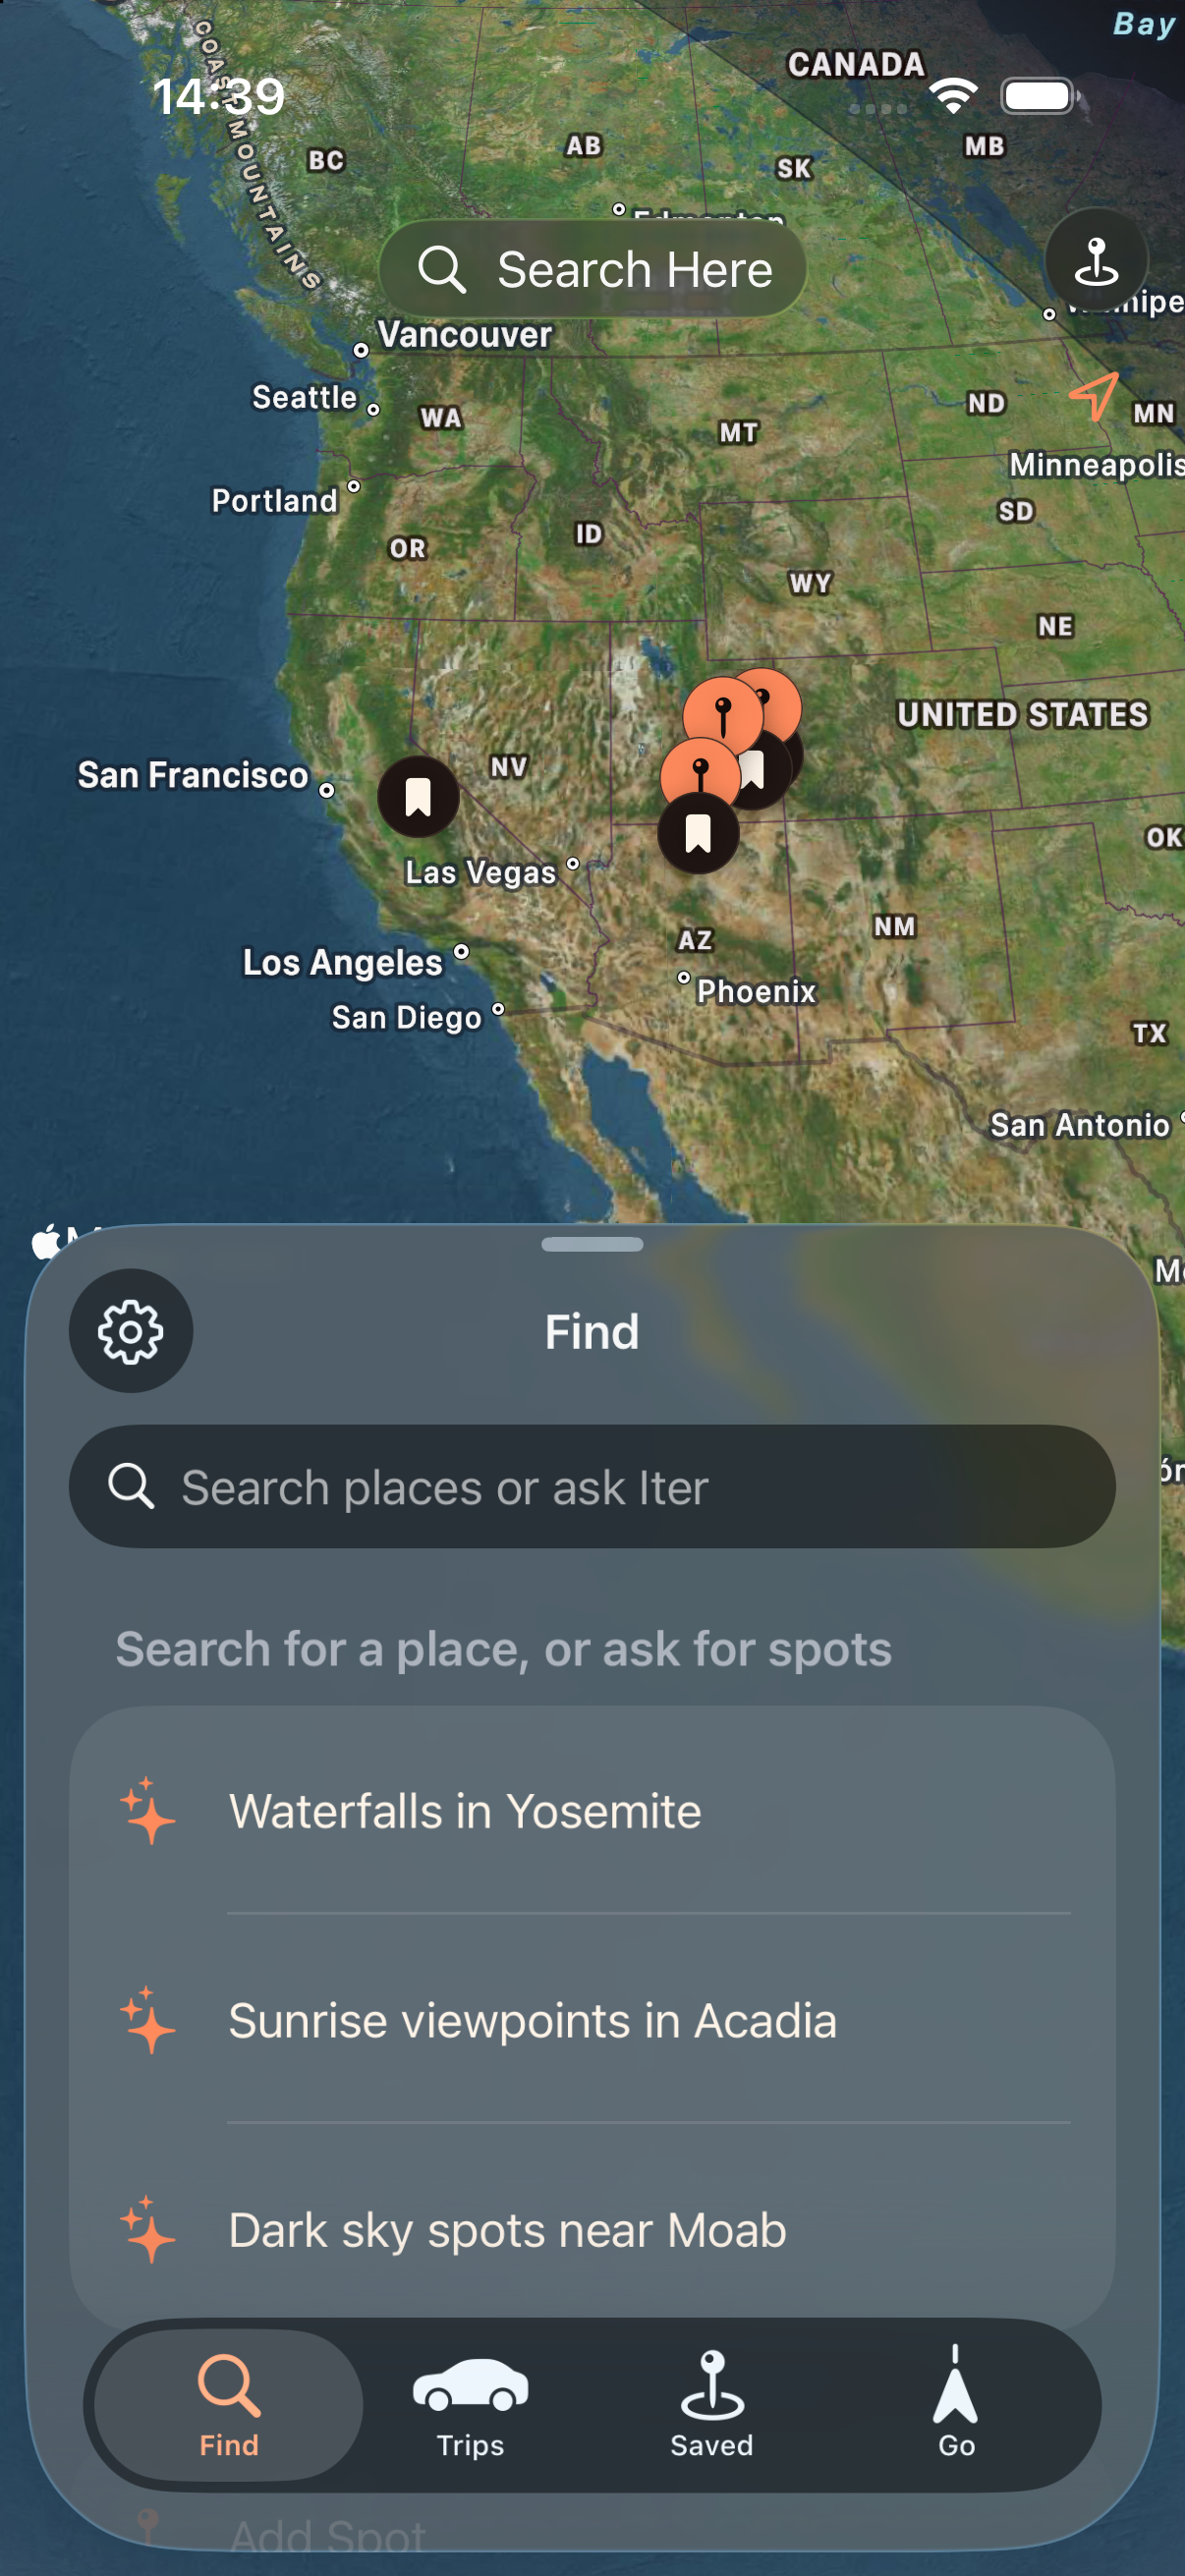 Bay
CANADA
14:39
COAST MOUNTAINS
BC
AB
SK
MB
Edmonton
Search Here
Vancouver
Seattle
WA
MT
ND
MN
Minneapolis
Portland
SD
OR
ID
WY
NE
UNITED STATES
San Francisco
NV
OK
Las Vegas
NM
AZ
Los Angeles
Phoenix
San Diego
TX
San Antonio
Find
Search places or ask Iter
Search for a place, or ask for spots
Waterfalls in Yosemite
Sunrise viewpoints in Acadia
Dark sky spots near Moab
Find
Trips
Saved
Go
Add Spot